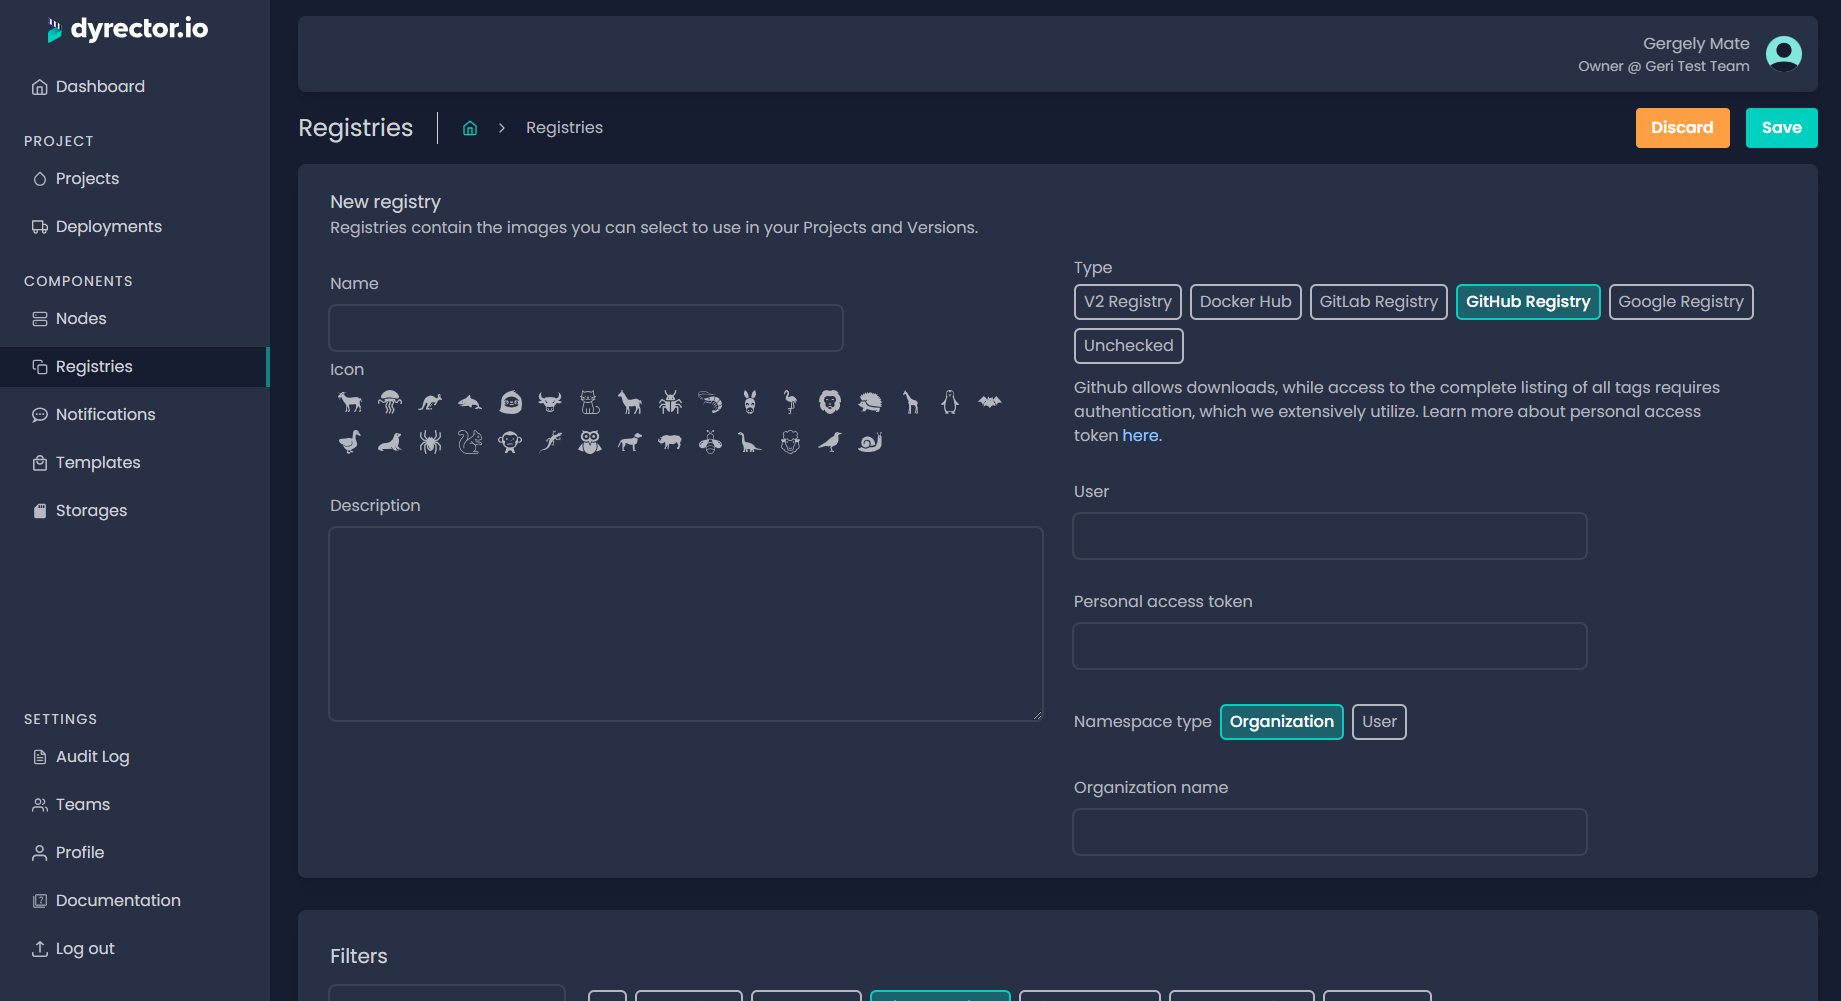 dyrector.io
Dashboard
PROJECT
Projects
Deployments
COMPONENTS
Nodes
Registries
Notifications
Templates
Storages
SETTINGS
Audit Log
Teams
Profile
Documentation
Log out
Gergely Mate
Owner @ Geri Test Team
Registries
Registries
Discard
Save
New registry
Registries contain the images you can select to use in your Projects and Versions.
Name
Icon
Description
Type
V2 Registry
Docker Hub
GitLab Registry
GitHub Registry
Google Registry
Unchecked
Github allows downloads, while access to the complete listing of all tags requires
authentication, which we extensively utilize. Learn more about personal access
token here.
User
Personal access token
Namespace type
Organization
User
Organization name
Filters